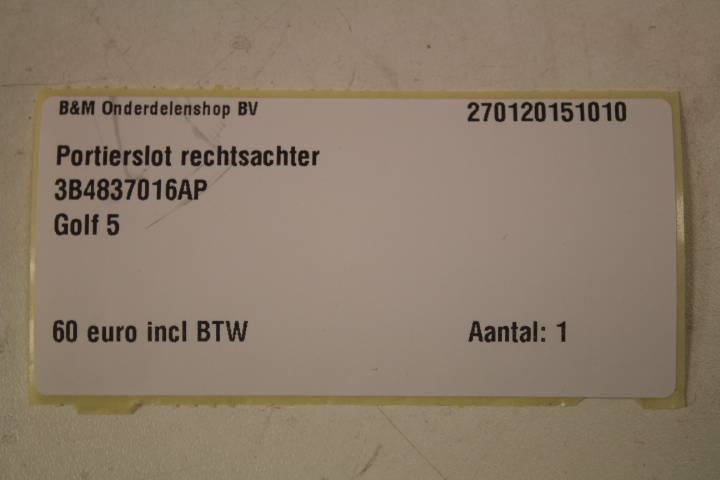 B&M Onderdelenshop BV 270120151010
Portierslot rechtsachter
3B4837016AP
Golf 5
60 euro incl BTW Aantal: 1